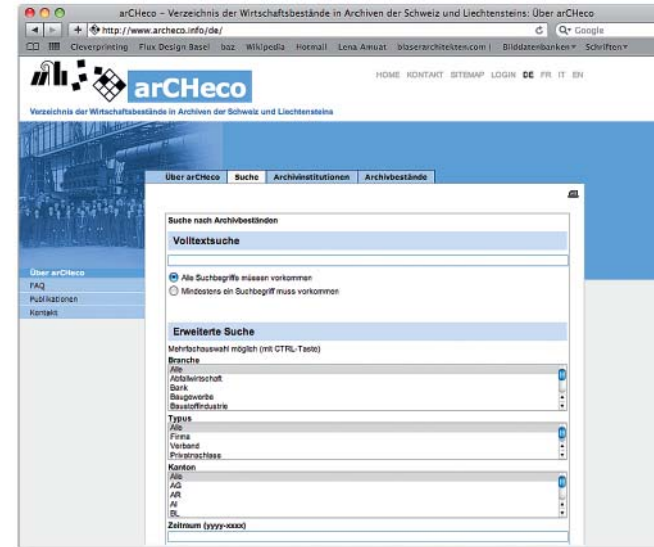 arCHeco – Verzeichnis der Wirtschaftsbestände in Archiven der Schweiz und Liechtensteins: Über arCHeco
http://www.archeco.info/de/
Google
Cleverprinting Flux Design Basel baz Wikipedia Hotmail Lena Amuat blaserarchitekten.com Bilddatenbanken Schriften
HOME KONTAKT SITEMAP LOGIN DE FR IT EN
arCHeco
Verzeichnis der Wirtschaftsbestände in Archiven der Schweiz und Liechtensteins
Über arCHeco Suche Archivinstitutionen Archivbestände
Suche nach Archivbeständen
Volltextsuche
Alle Suchbegriffe müssen vorkommen
Mindestens ein Suchbegriff muss vorkommen
Über arCHeco
FAQ
Publikationen
Kontakt
Erweiterte Suche
Mehrfachauswahl möglich (mit CTRL-Taste)
Branche
Alle
Abfallwirtschaft
Bank
Baugewerbe
Baustoffindustrie
Typus
Alle
Firma
Verband
Privatnachlass
Kanton
Alle
AG
AR
AI
BL
Zeitraum (yyyy-xxxx)